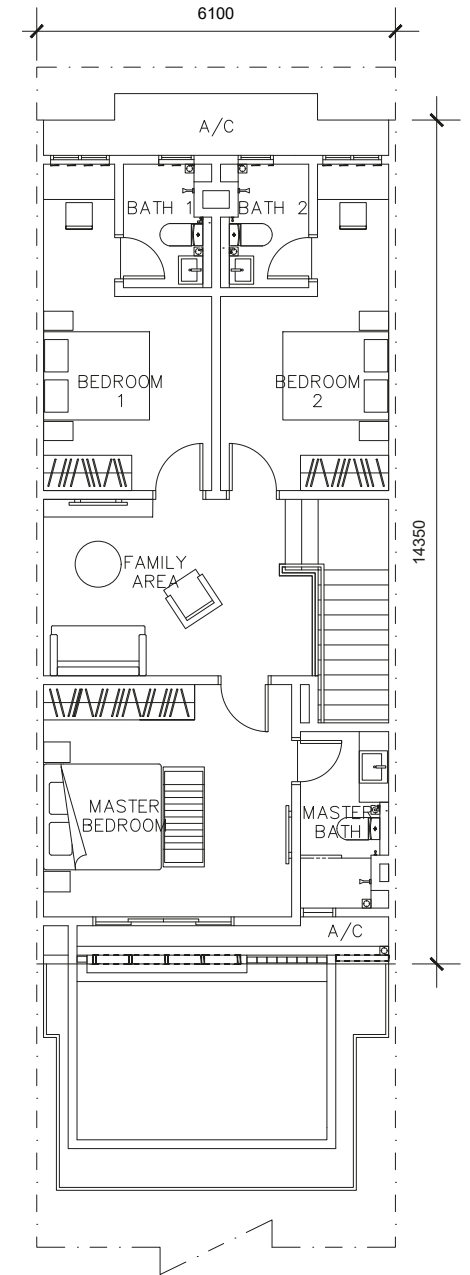 6100
A/C
BATH 1
BATH 2
BEDROOM
1
BEDROOM
2
14350
FAMILY
AREA
MASTER
BEDROOM
MASTER
BATH
A/C